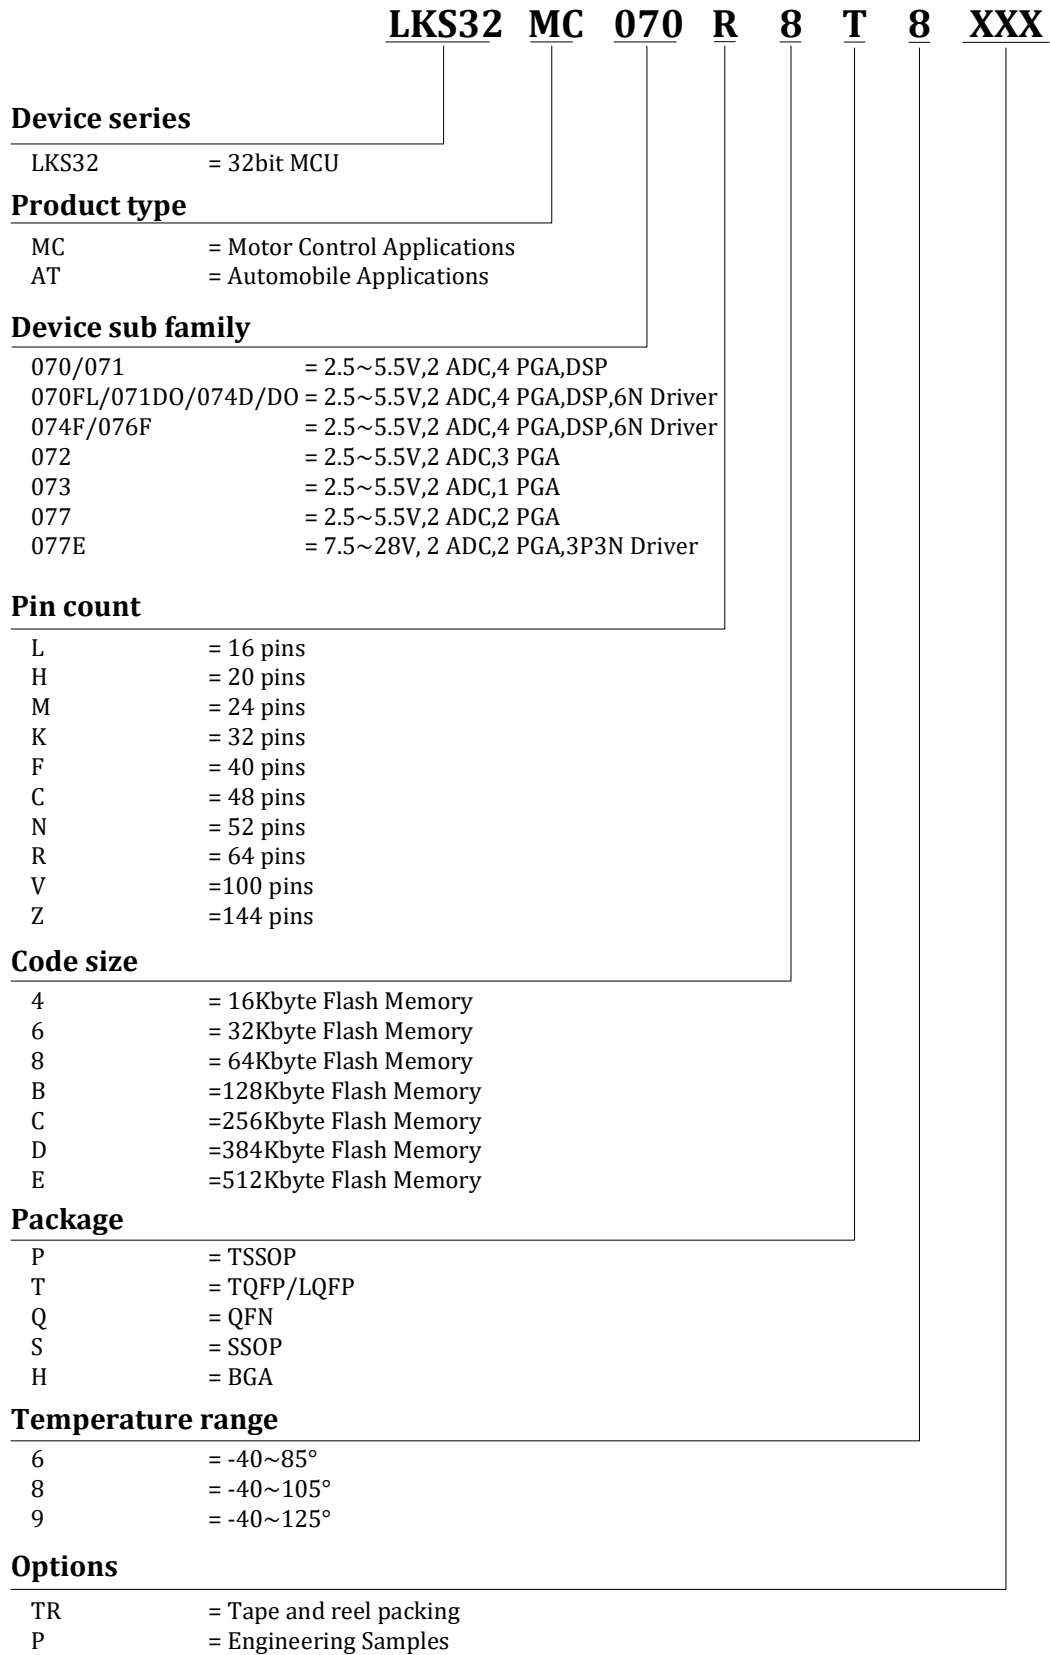 LKS32 MC 070 R 8 T 8 XXX
Device series
LKS32 = 32bit MCU
Product type
MC = Motor Control Applications
AT = Automobile Applications
Device sub family
070/071 = 2.5~5.5V,2 ADC,4 PGA,DSP
070FL/071DO/074D/DO = 2.5~5.5V,2 ADC,4 PGA,DSP,6N Driver
074F/076F = 2.5~5.5V,2 ADC,4 PGA,DSP,6N Driver
072 = 2.5~5.5V,2 ADC,3 PGA
073 = 2.5~5.5V,2 ADC,1 PGA
077 = 2.5~5.5V,2 ADC,2 PGA
077E = 7.5~28V, 2 ADC,2 PGA,3P3N Driver
Pin count
L = 16 pins
H = 20 pins
M = 24 pins
K = 32 pins
F = 40 pins
C = 48 pins
N = 52 pins
R = 64 pins
V =100 pins
Z =144 pins
Code size
4 = 16Kbyte Flash Memory
6 = 32Kbyte Flash Memory
8 = 64Kbyte Flash Memory
B =128Kbyte Flash Memory
C =256Kbyte Flash Memory
D =384Kbyte Flash Memory
E =512Kbyte Flash Memory
Package
P = TSSOP
T = TQFP/LQFP
Q = QFN
S = SSOP
H = BGA
Temperature range
6 = -40~85°
8 = -40~105°
9 = -40~125°
Options
TR = Tape and reel packing
P = Engineering Samples